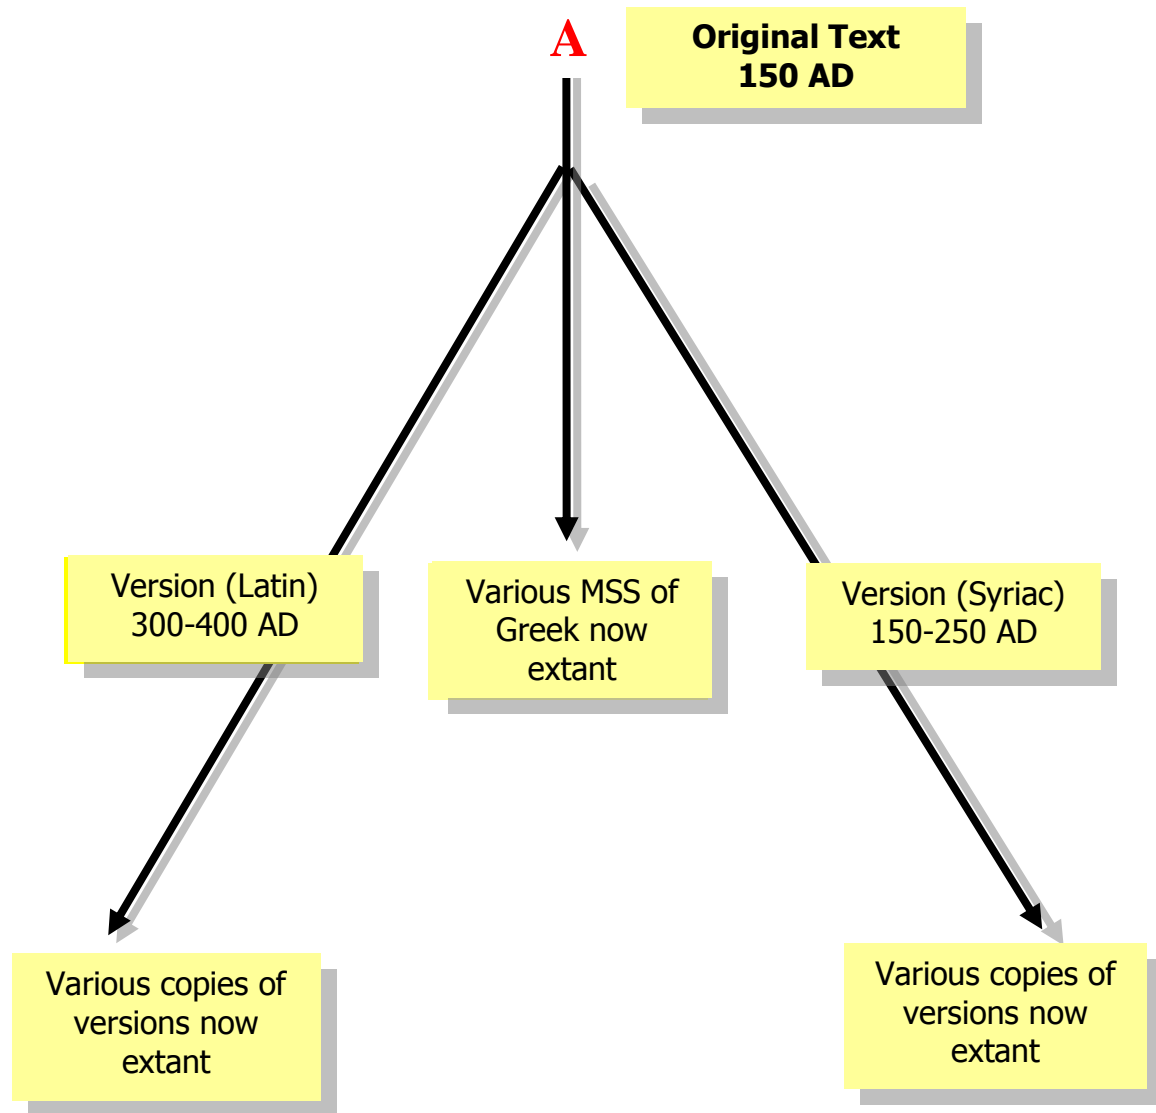 A
Original Text
150 AD
Version (Latin)
300-400 AD
Various MSS of
Greek now
extant
Version (Syriac)
150-250 AD
Various copies of
versions now
extant
Various copies of
versions now
extant